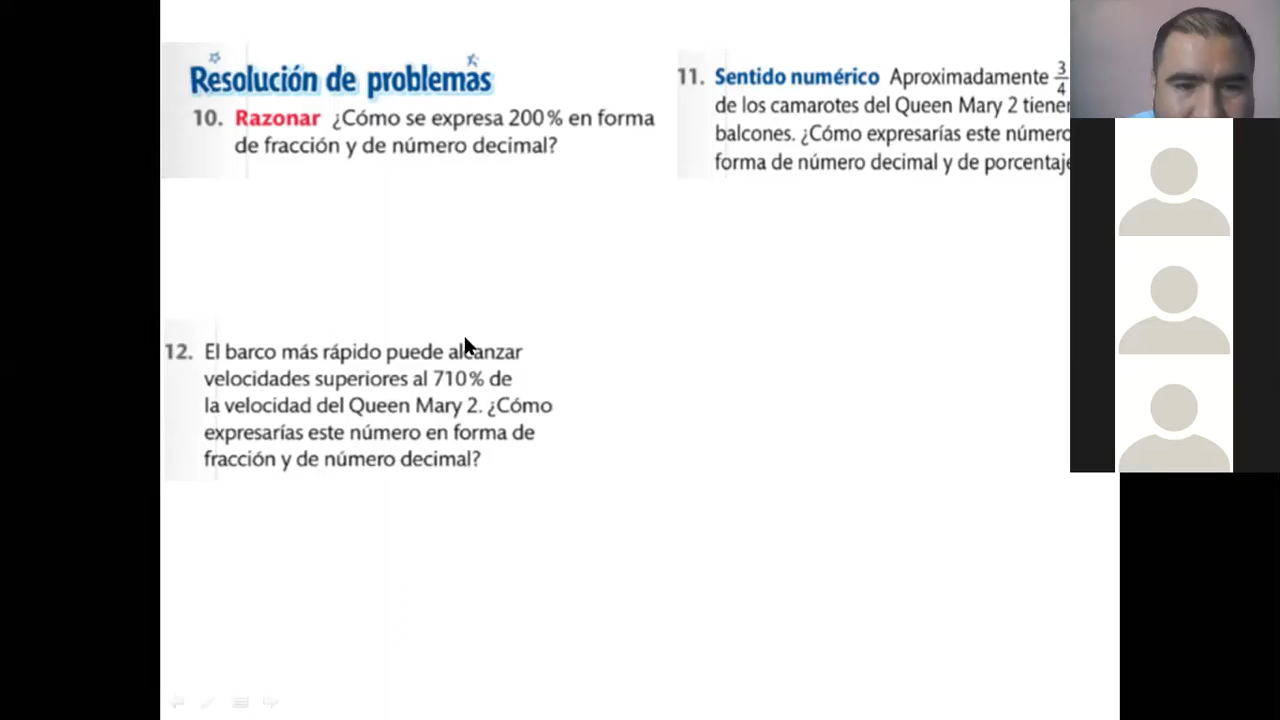 Resolución de problemas
10. Razonar ¿Cómo se expresa 200% en forma
de fracción y de número decimal?
11. Sentido numérico Aproximadamente 3/4
de los camarotes del Queen Mary 2 tienen
balcones. ¿Cómo expresarías este número
forma de número decimal y de porcentaje
12. El barco más rápido puede alcanzar
velocidades superiores al 710% de
la velocidad del Queen Mary 2. ¿Cómo
expresarías este número en forma de
fracción y de número decimal?